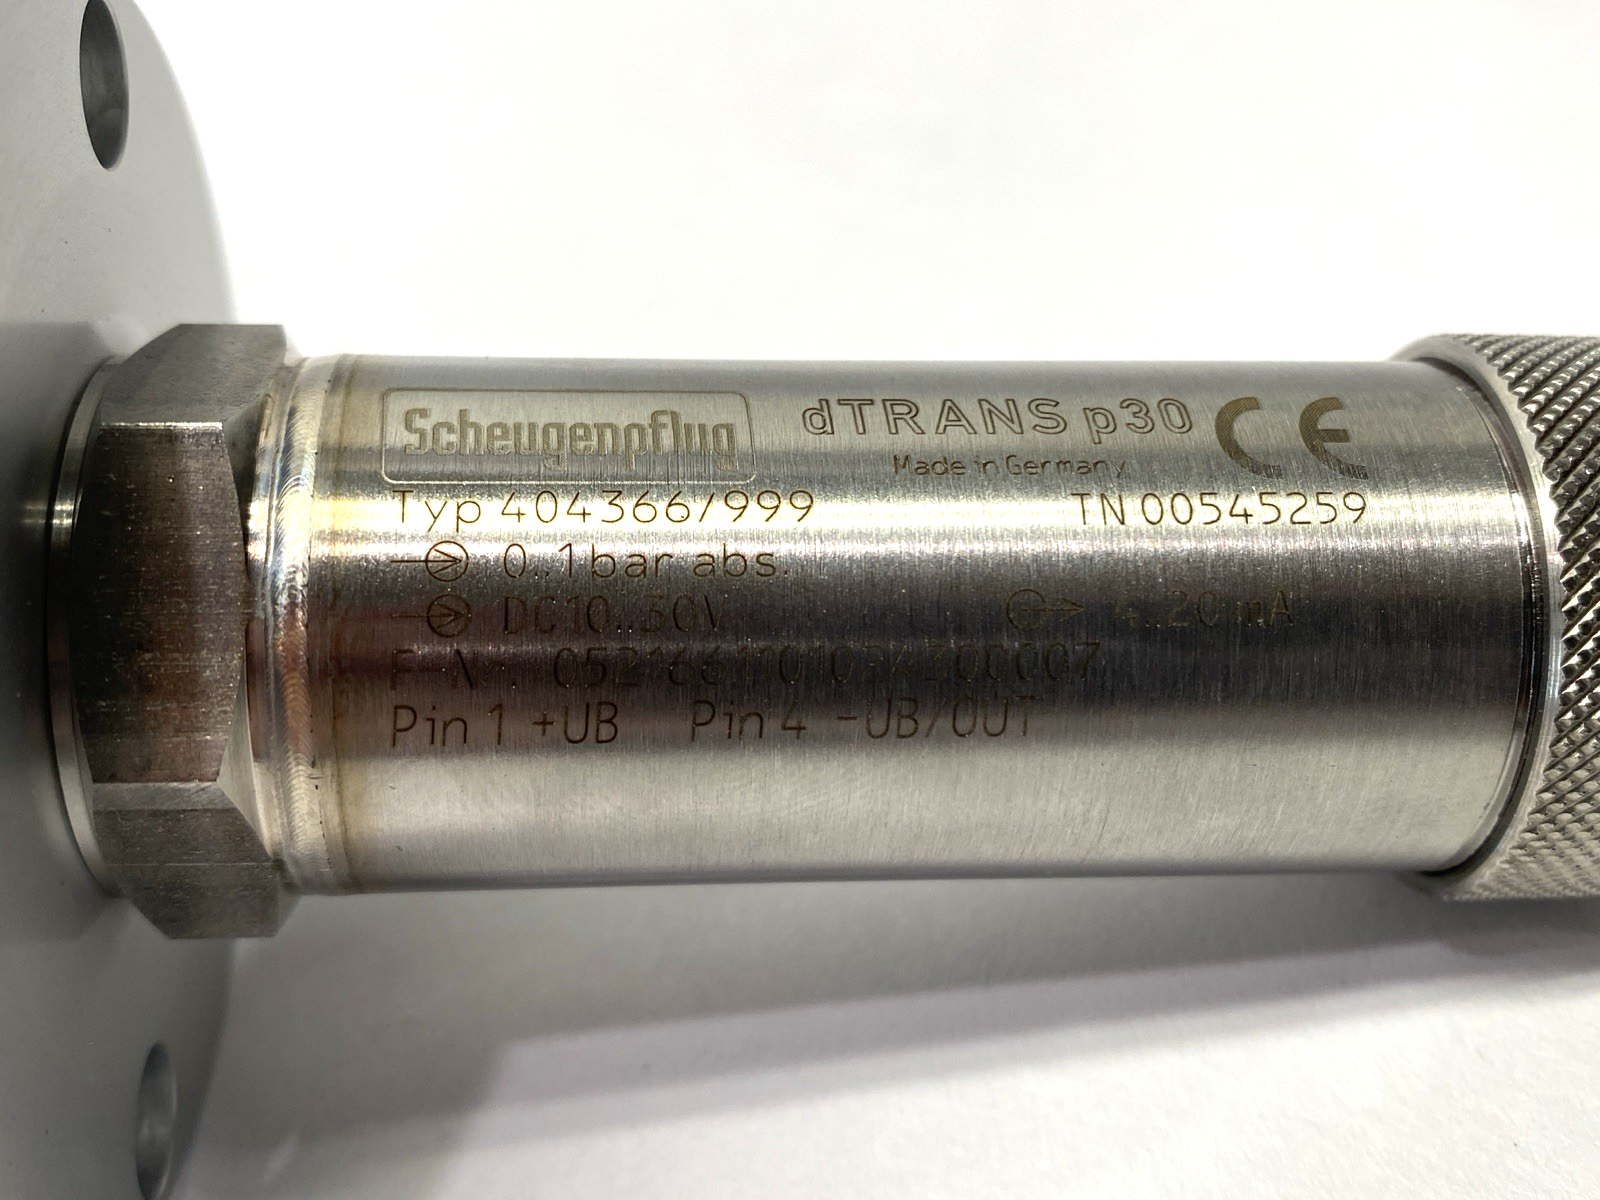 Scheugenpflug
dTRANS p30 CE
Made in Germany
Typ 404366/999 TN 00545259
0..1bar abs.
DC10..30V 4..20 mA
Pin 1 +UB Pin 4 -UB/OUT